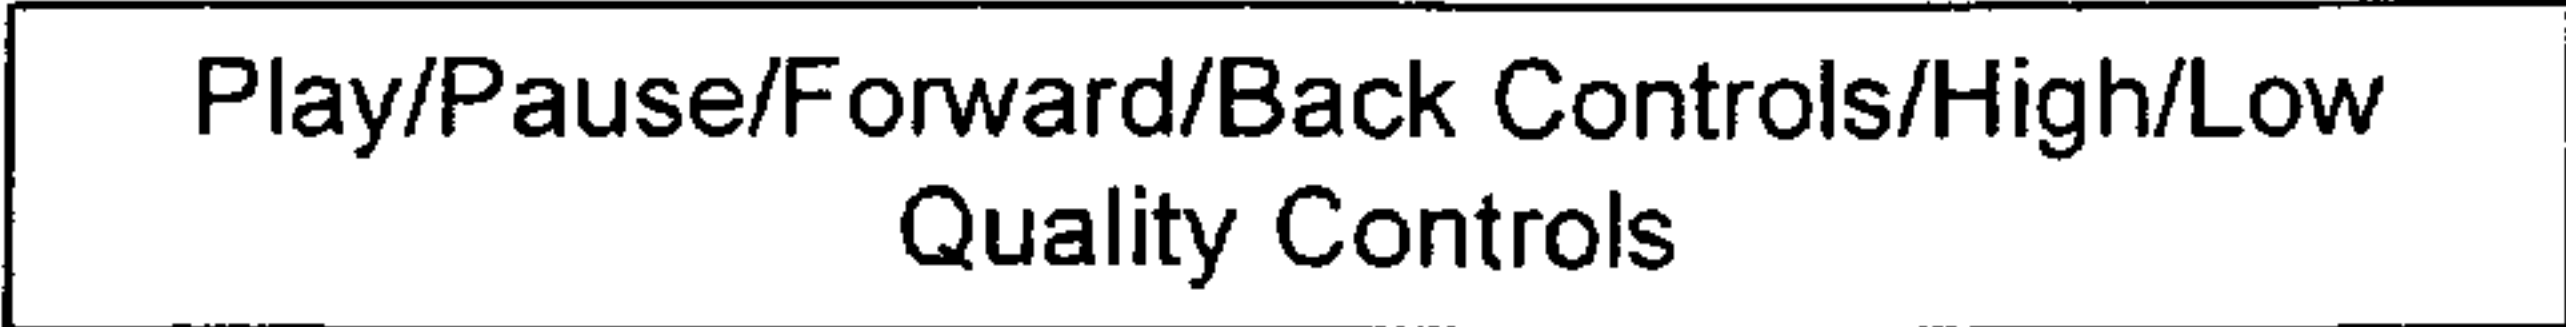 Play/Pause/Forward/Back Controls/High/Low
Quality Controls